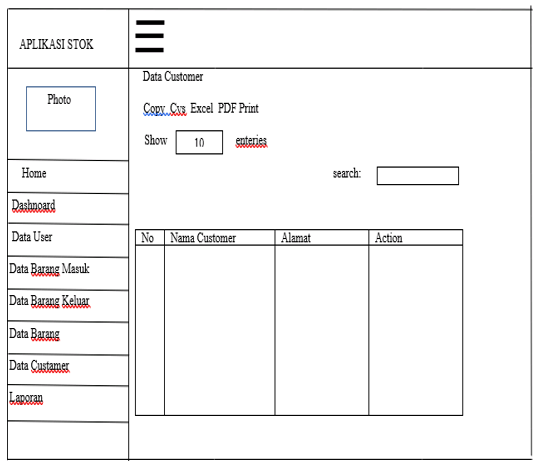 APLIKASI STOK
Photo
Home
Dashnoard
Data User
Data Barang Masuk
Data Barang Keluar
Data Barang
Data Custamer
Laporan
Data Customer
Copy Cvs Excel PDF Print
Show 10 enteries
search:
No Nama Customer Alamat Action